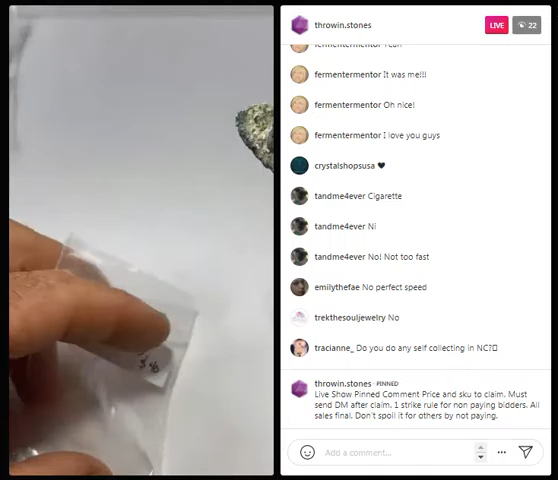 throwin.stones
LIVE
22
fermentermentor Yeah
fermentermentor It was me!!!
fermentermentor Oh nice!
fermentermentor I love you guys
crystalshopsusa
tandme4ever Cigarette
tandme4ever Ni
tandme4ever No! Not too fast
emilythefae No perfect speed
trekthesouljewelry No
tracianne_ Do you do any self collecting in NC?
throwin.stones · PINNED
Live Show Pinned Comment Price and sku to claim. Must
send DM after claim. 1 strike rule for non paying bidders. All
sales final. Don't spoil it for others by not paying.
Add a comment...